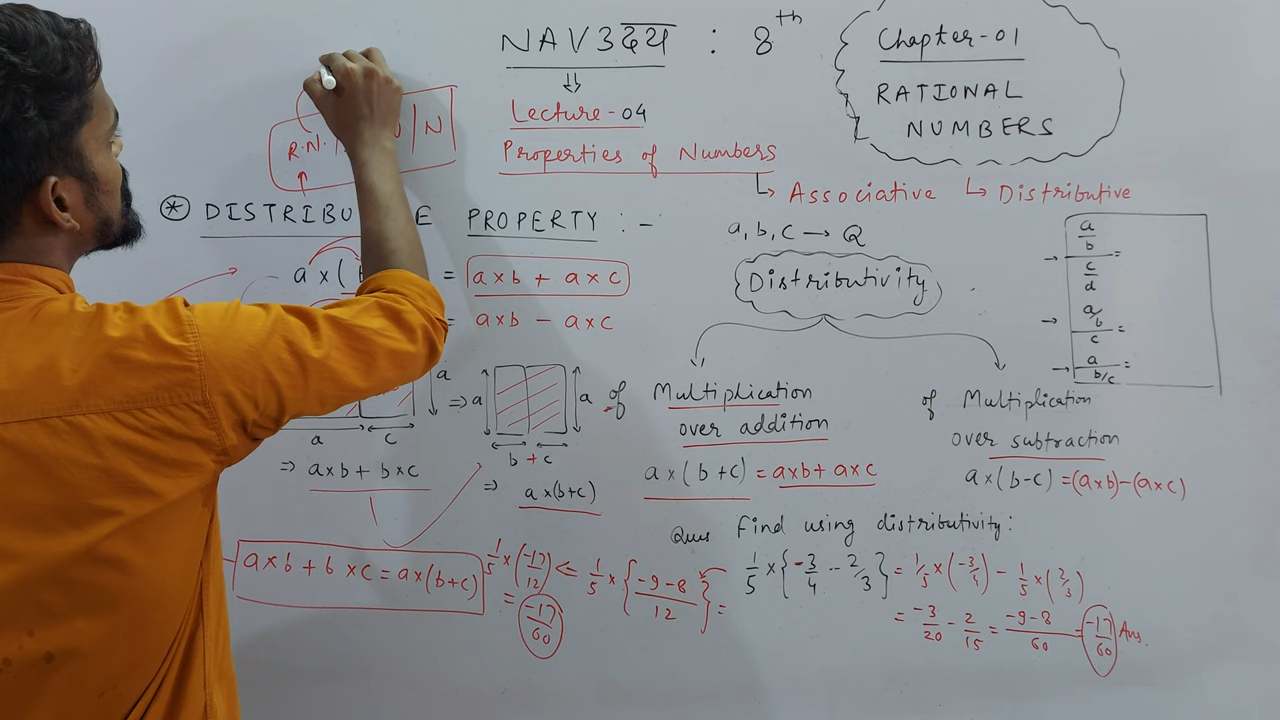 NAV उदय : 8th
Chapter-01
RATIONAL
NUMBERS
⇓
Lecture-04
Properties of Numbers
↳ Associative ↳ Distributive
R.N. | N
⊛ DISTRIBU E PROPERTY : -
a × ( = a×b + a×c
= a×b − a×c
a, b, c → Q
Distributivity
of Multiplication
over addition
a ×(b+c) = a×b + a×c
of Multiplication
over subtraction
a ×(b-c) = (a×b)-(a×c)
a/b / c/d =
→ a/b / c =
→ a / b/c =
a c a ⇒ a a
b + c
⇒ a×b + b×c
⇒ a×(b+c)
a×b + b×c = a×(b+c)
Ques Find using distributivity:
1/5 × {-3/4 - 2/3} = 1/5 × (-3/4) - 1/5 × (2/3)
= -3/20 - 2/15 = -9-8/60 = -17/60 Ans.
= 1/5 × {-9-8/12}
1/5 × (-17/12)
= -17/60